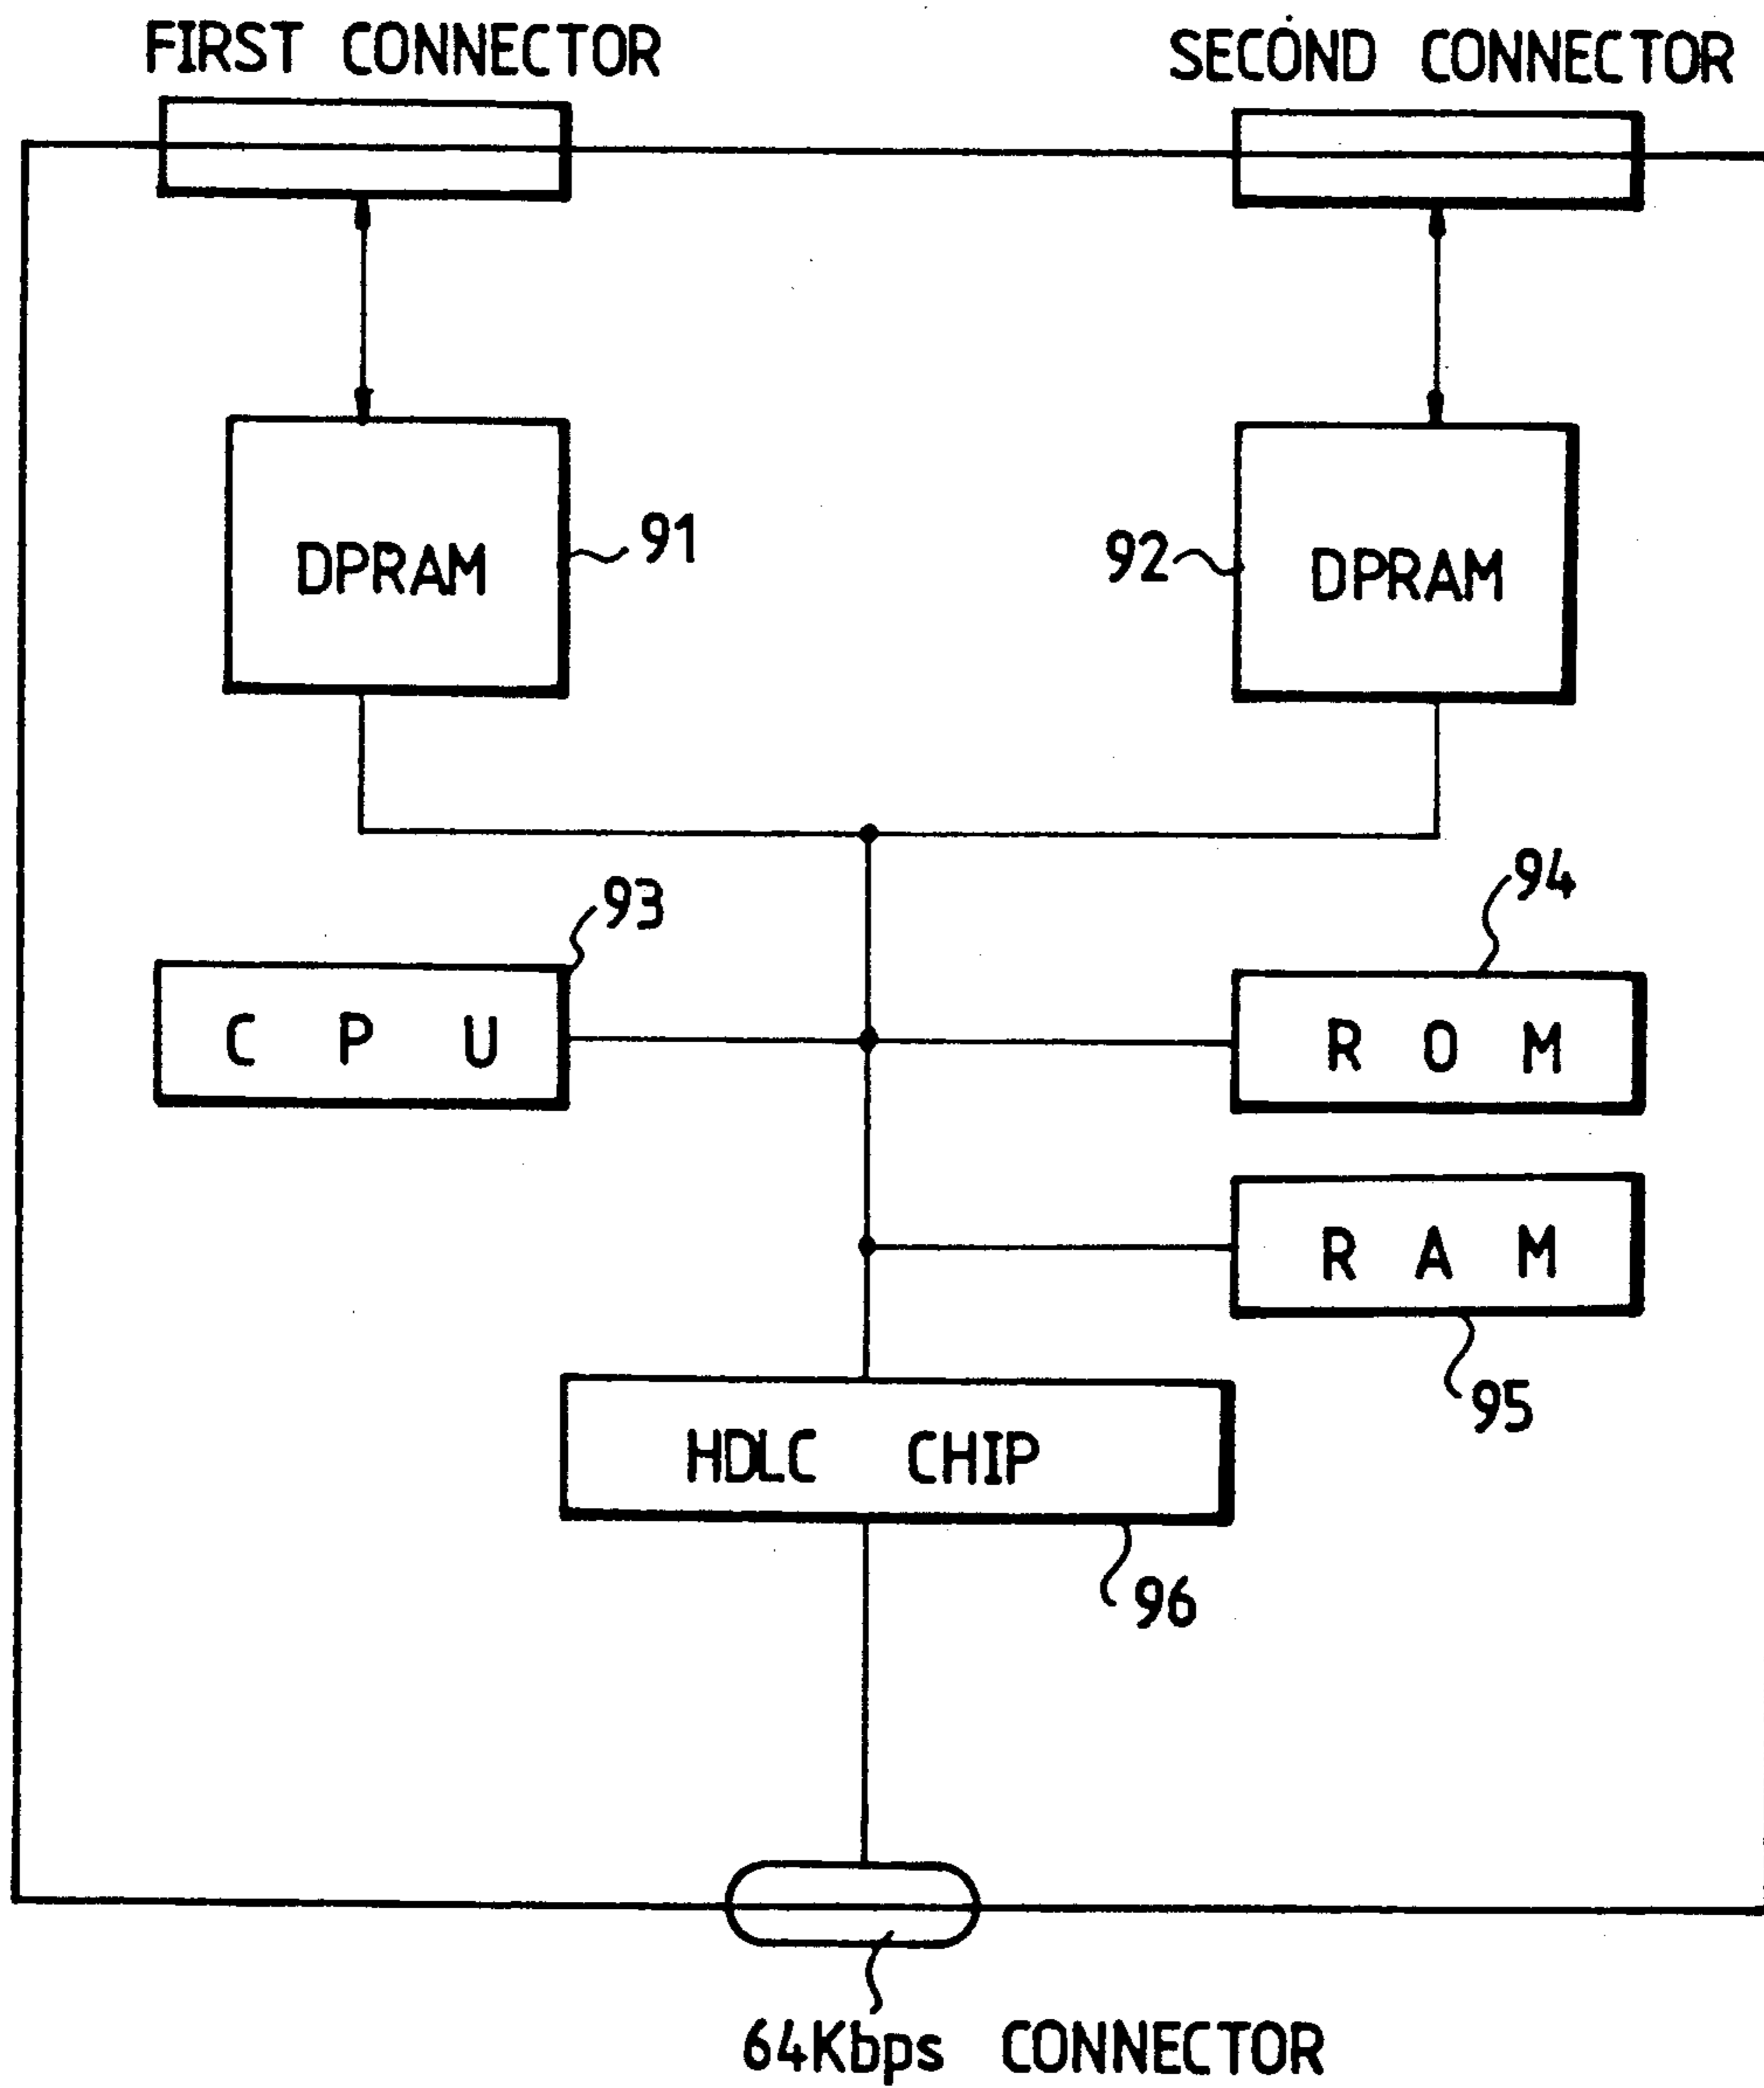 FIRST CONNECTOR
SECOND CONNECTOR
DPRAM
91
92
DPRAM
93
94
C P U
R O M
R A M
95
HDLC CHIP
96
64Kbps CONNECTOR